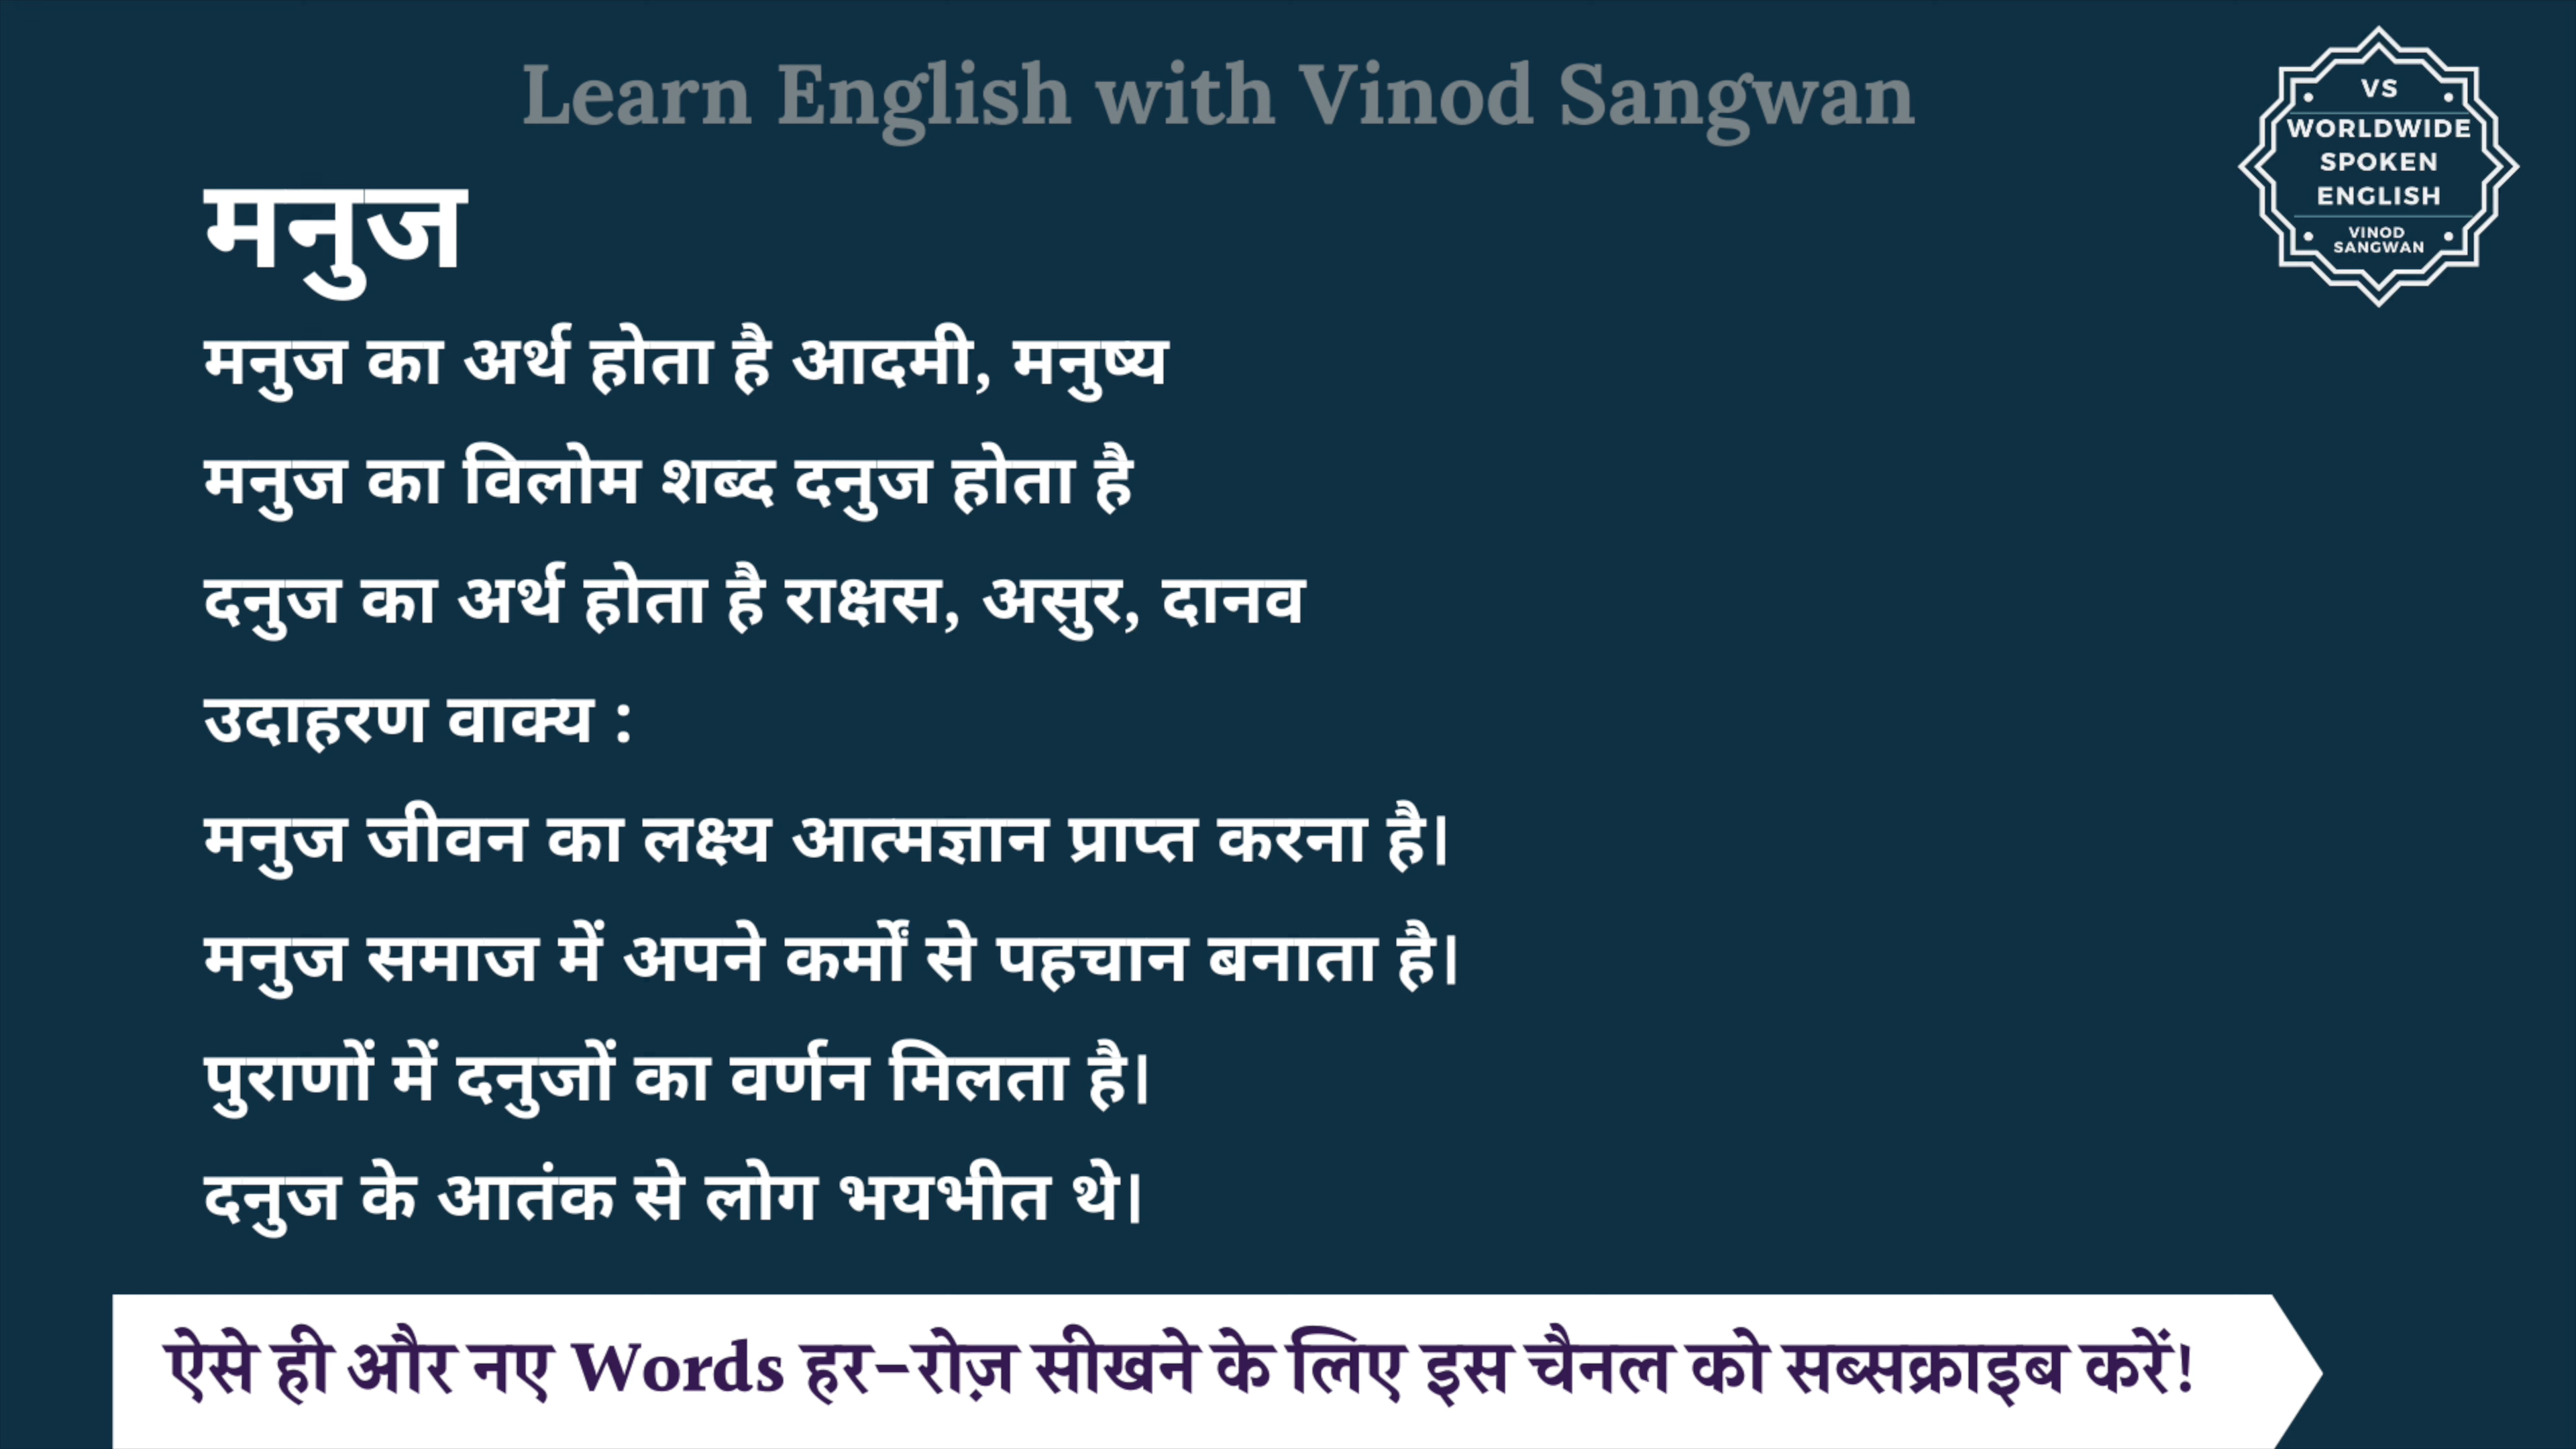 Learn English with Vinod Sangwan
VS
WORLDWIDE
SPOKEN
ENGLISH
VINOD
SANGWAN
मनुज
मनुज का अर्थ होता है आदमी, मनुष्य
मनुज का विलोम शब्द दनुज होता है
दनुज का अर्थ होता है राक्षस, असुर, दानव
उदाहरण वाक्य :
मनुज जीवन का लक्ष्य आत्मज्ञान प्राप्त करना है।
मनुज समाज में अपने कर्मों से पहचान बनाता है।
पुराणों में दनुजों का वर्णन मिलता है।
दनुज के आतंक से लोग भयभीत थे।
ऐसे ही और नए Words हर-रोज़ सीखने के लिए इस चैनल को सब्सक्राइब करें!